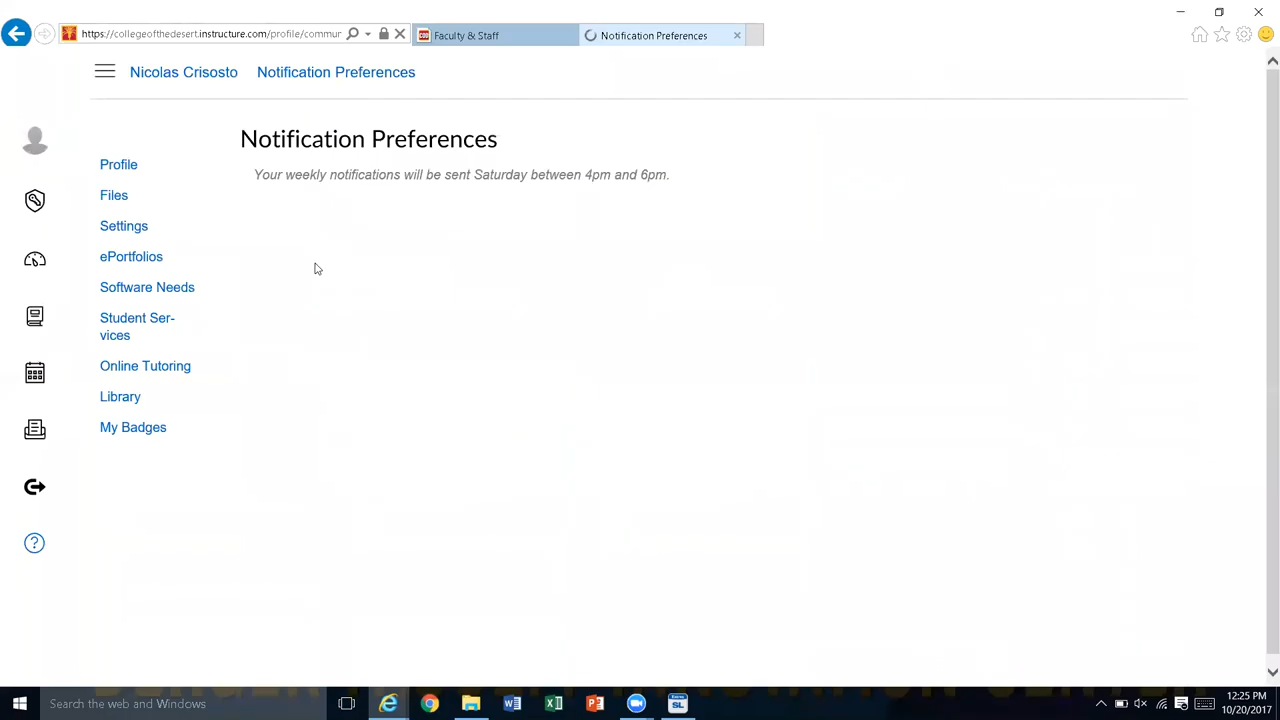 https://collegeofthedesert.instructure.com/profile/commur
COD Faculty & Staff
Notification Preferences
Nicolas Crisosto Notification Preferences
Notification Preferences
Your weekly notifications will be sent Saturday between 4pm and 6pm.
Profile
Files
Settings
ePortfolios
Software Needs
Student Ser-
vices
Online Tutoring
Library
My Badges
Search the web and Windows
12:25 PM
10/20/2017